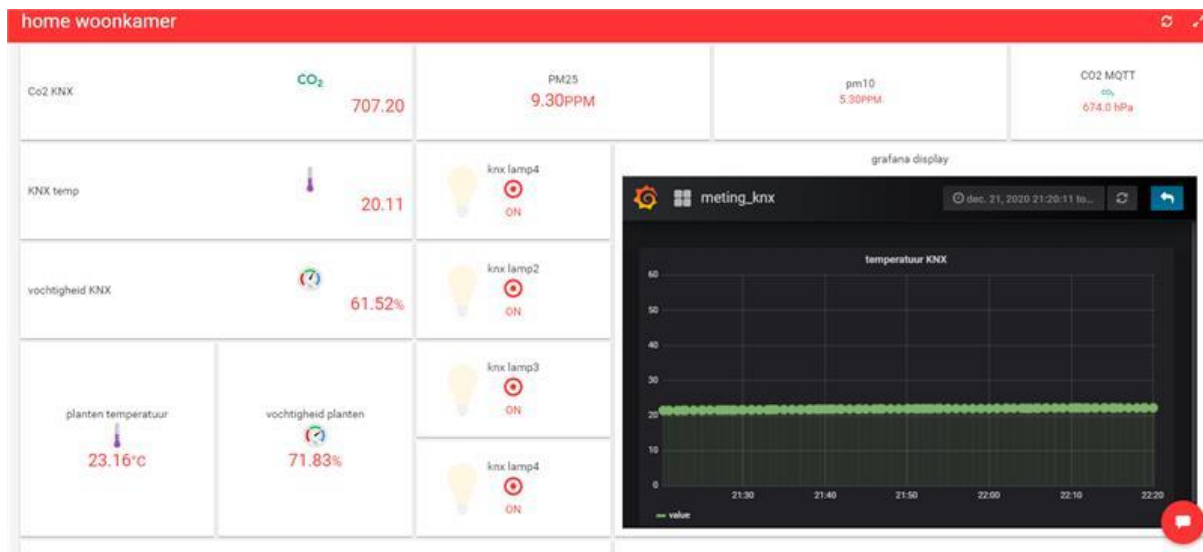 home woonkamer
Co2 KNX
CO₂
707.20
PM25
9.30PPM
pm10
5.30PPM
CO2 MQTT
CO₂
674.0 hPa
KNX temp
20.11
knx lamp4
ON
vochtigheid KNX
61.52%
knx lamp2
ON
planten temperatuur
23.16°C
vochtigheid planten
71.83%
knx lamp3
ON
knx lamp4
ON
grafana display
meting_knx
dec. 21, 2020 21:20:11 to...
temperatuur KNX
60
50
40
30
20
10
0
21:30 21:40 21:50 22:00 22:10 22:20
value